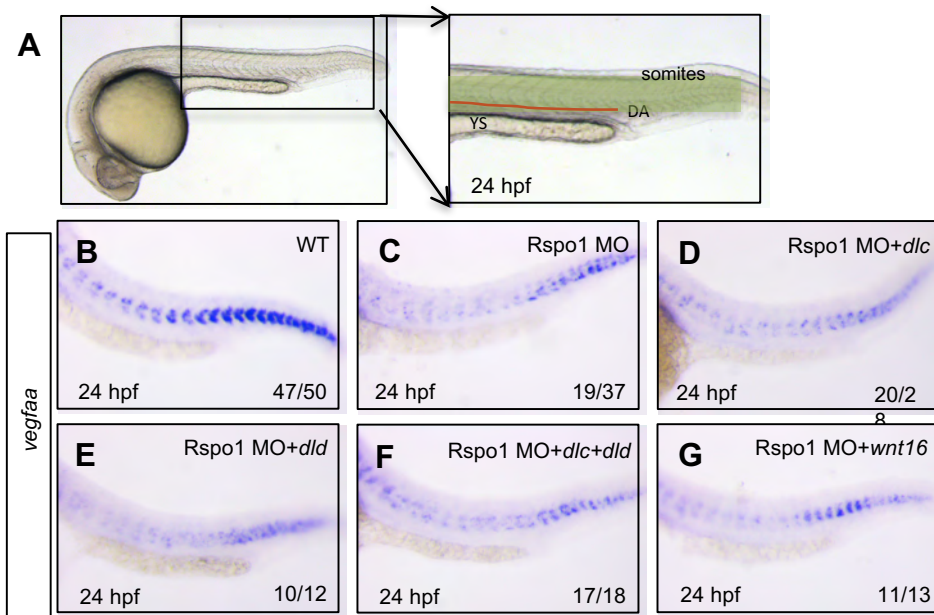 A
somites
DA
YS
24 hpf
vegfaa
B
WT
24 hpf
47/50
C
Rspo1 MO
24 hpf
19/37
D
Rspo1 MO+dlc
24 hpf
20/2
8
E
Rspo1 MO+dld
24 hpf
10/12
F
Rspo1 MO+dlc+dld
24 hpf
17/18
G
Rspo1 MO+wnt16
24 hpf
11/13